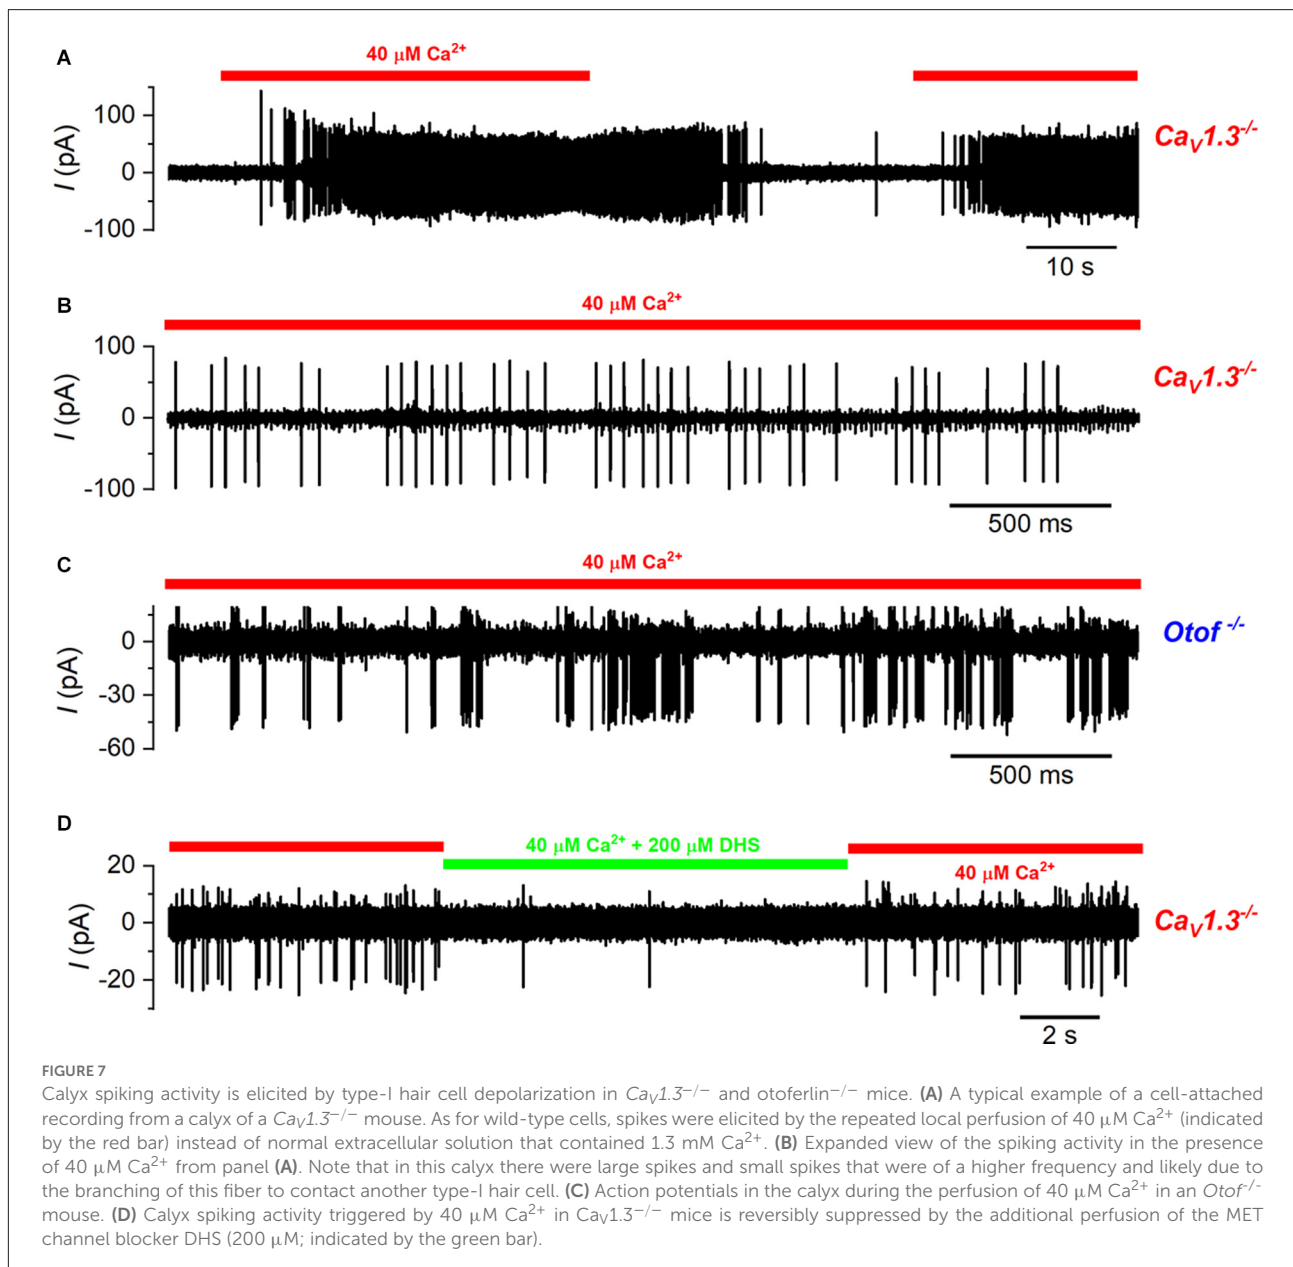 A
40 μM Ca²⁺
100
0
-100
I (pA)
CaV1.3⁻/⁻
10 s
B
40 μM Ca²⁺
100
0
-100
I (pA)
CaV1.3⁻/⁻
500 ms
C
40 μM Ca²⁺
0
-30
-60
I (pA)
Otof ⁻/⁻
500 ms
D
40 μM Ca²⁺ + 200 μM DHS
40 μM Ca²⁺
20
0
-20
I (pA)
CaV1.3⁻/⁻
2 s
FIGURE 7
Calyx spiking activity is elicited by type-I hair cell depolarization in CaV1.3−/− and otoferlin−/− mice. (A) A typical example of a cell-attached
recording from a calyx of a CaV1.3−/− mouse. As for wild-type cells, spikes were elicited by the repeated local perfusion of 40 μM Ca²⁺ (indicated
by the red bar) instead of normal extracellular solution that contained 1.3 mM Ca²⁺. (B) Expanded view of the spiking activity in the presence
of 40 μM Ca²⁺ from panel (A). Note that in this calyx there were large spikes and small spikes that were of a higher frequency and likely due to
the branching of this fiber to contact another type-I hair cell. (C) Action potentials in the calyx during the perfusion of 40 μM Ca²⁺ in an Otof-/-
mouse. (D) Calyx spiking activity triggered by 40 μM Ca²⁺ in CaV1.3−/− mice is reversibly suppressed by the additional perfusion of the MET
channel blocker DHS (200 μM; indicated by the green bar).